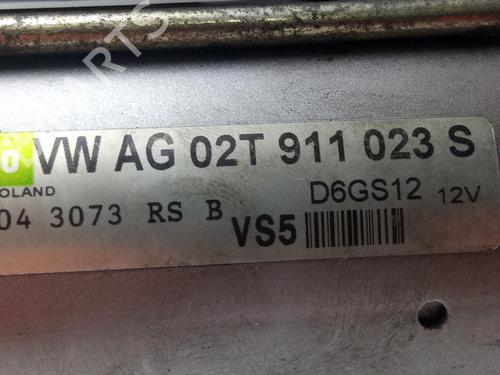 VW AG 02T 911 023 S
OLAND D6GS12 12V
04 3073 RS B VS5